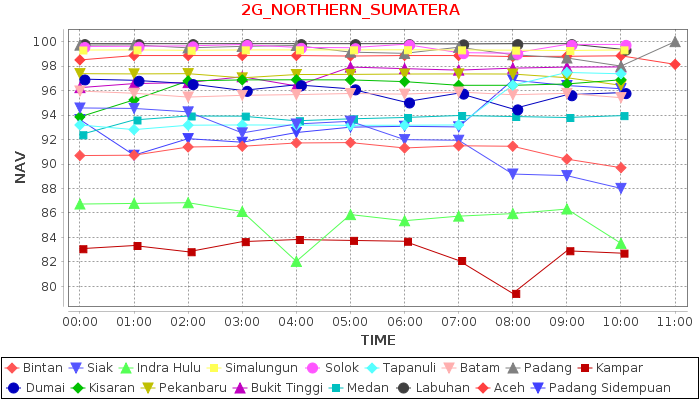 2G_NORTHERN_SUMATERA
NAV
100
98
96
94
92
90
88
86
84
82
80
00:00 01:00 02:00 03:00 04:00 05:00 06:00 07:00 08:00 09:00 10:00 11:00
TIME
Bintan Siak Indra Hulu Simalungun Solok Tapanuli Batam Padang Kampar
Dumai Kisaran Pekanbaru Bukit Tinggi Medan Labuhan Aceh Padang Sidempuan